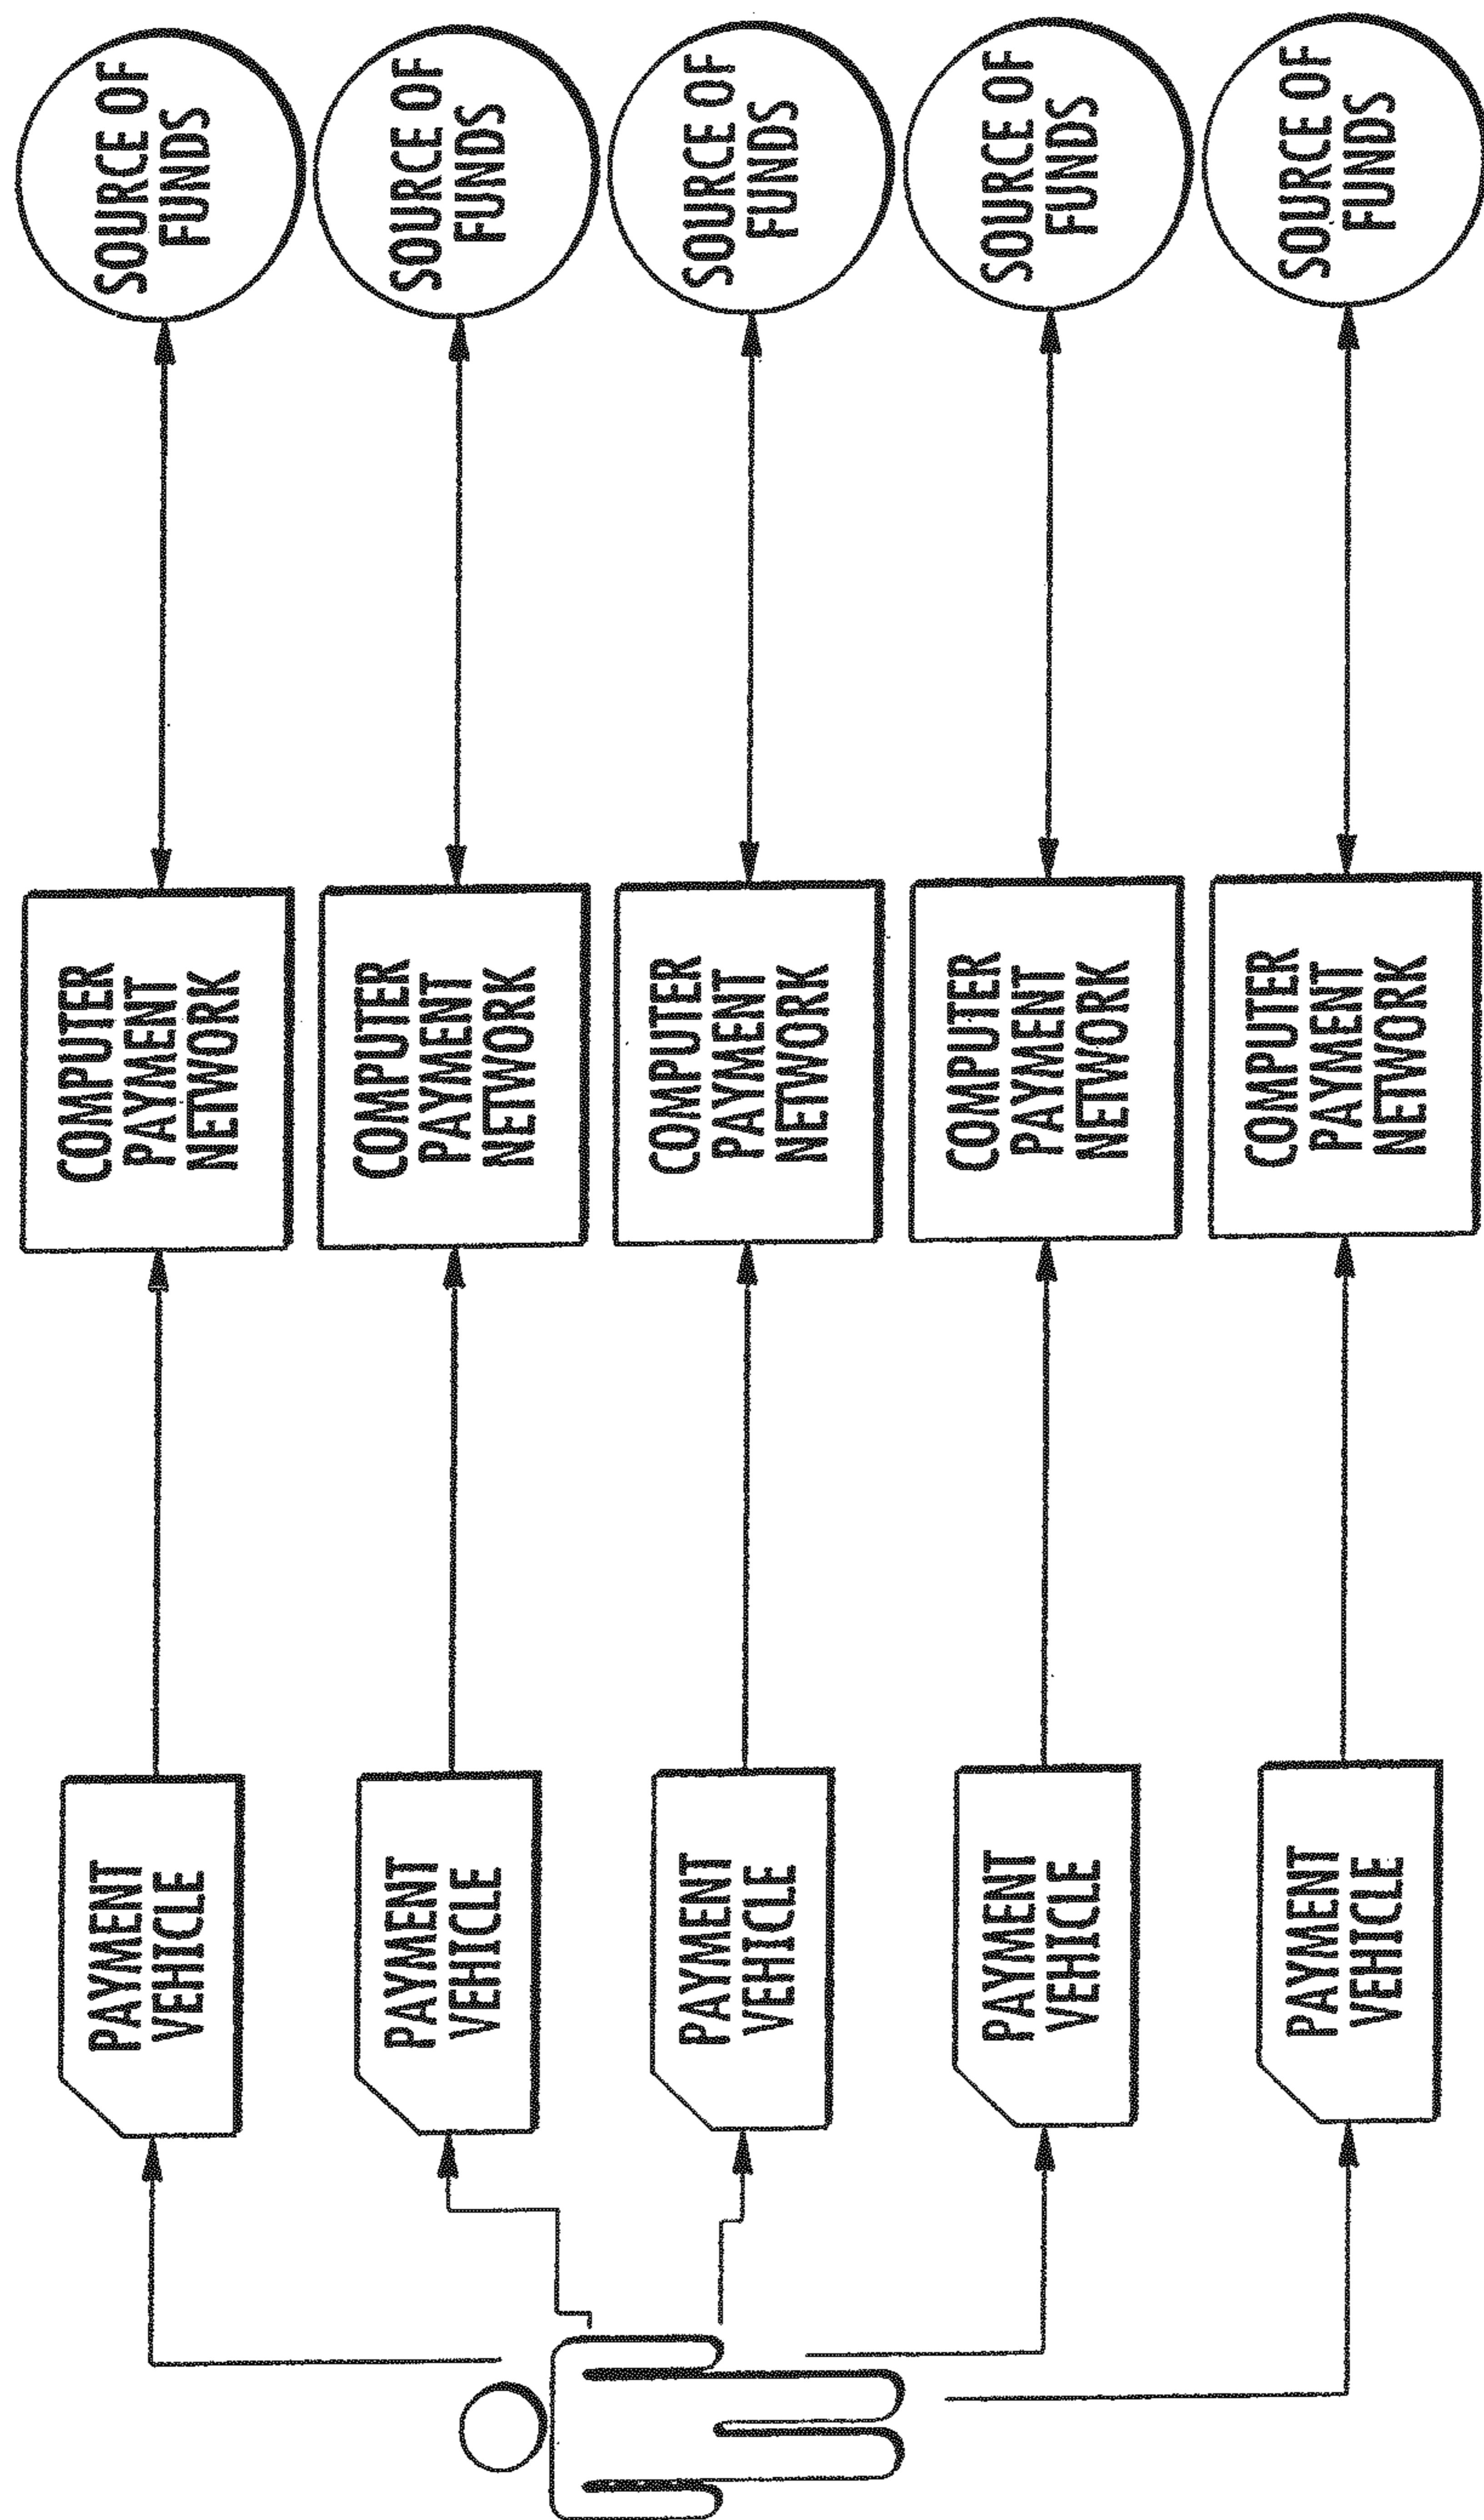 PAYMENT
VEHICLE
COMPUTER
PAYMENT
NETWORK
SOURCE OF
FUNDS
PAYMENT
VEHICLE
COMPUTER
PAYMENT
NETWORK
SOURCE OF
FUNDS
PAYMENT
VEHICLE
COMPUTER
PAYMENT
NETWORK
SOURCE OF
FUNDS
PAYMENT
VEHICLE
COMPUTER
PAYMENT
NETWORK
SOURCE OF
FUNDS
PAYMENT
VEHICLE
COMPUTER
PAYMENT
NETWORK
SOURCE OF
FUNDS